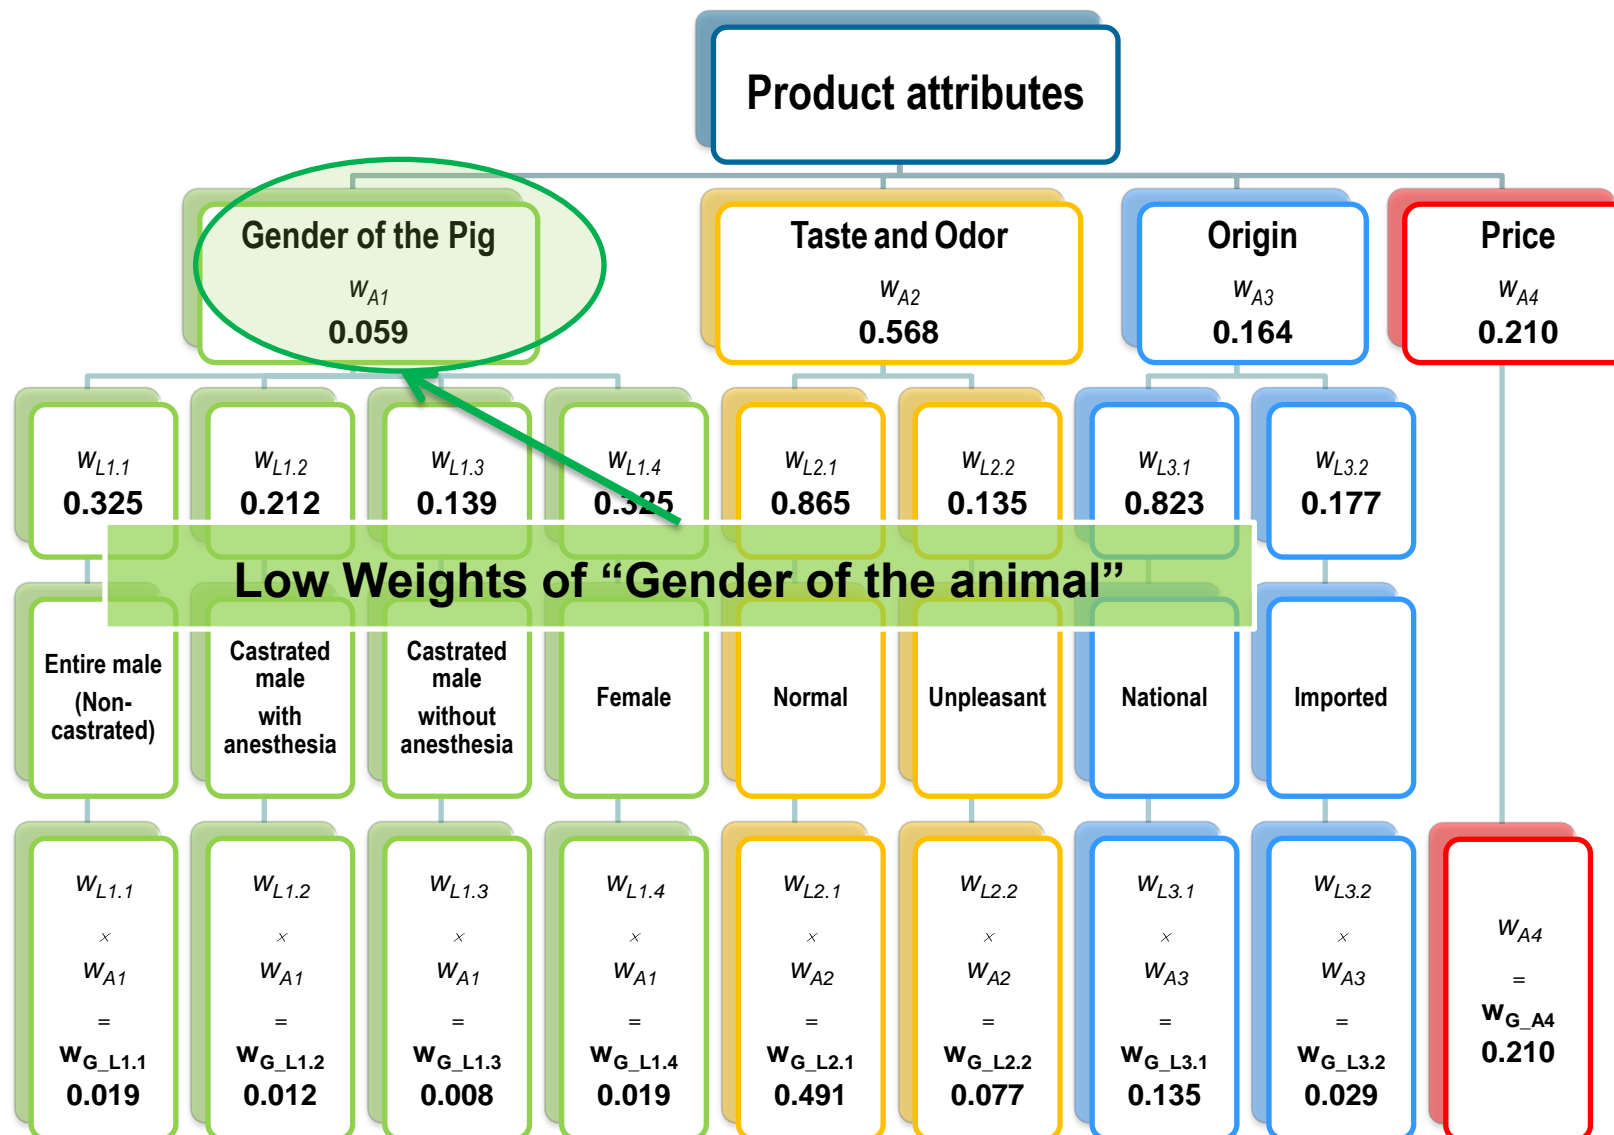 Product attributes
Gender of the Pig
wA1
0.059
Taste and Odor
wA2
0.568
Origin
wA3
0.164
Price
wA4
0.210
wL1.1
0.325
wL1.2
0.212
wL1.3
0.139
wL1.4
0.325
wL2.1
0.865
wL2.2
0.135
wL3.1
0.823
wL3.2
0.177
Low Weights of “Gender of the animal”
Entire male
(Non-
castrated)
Castrated
male
with
anesthesia
Castrated
male
without
anesthesia
Female
Normal
Unpleasant
National
Imported
wL1.1
×
wA1
=
wG_L1.1
0.019
wL1.2
×
wA1
=
wG_L1.2
0.012
wL1.3
×
wA1
=
wG_L1.3
0.008
wL1.4
×
wA1
=
wG_L1.4
0.019
wL2.1
×
wA2
=
wG_L2.1
0.491
wL2.2
×
wA2
=
wG_L2.2
0.077
wL3.1
×
wA3
=
wG_L3.1
0.135
wL3.2
×
wA3
=
wG_L3.2
0.029
wA4
=
wG_A4
0.210